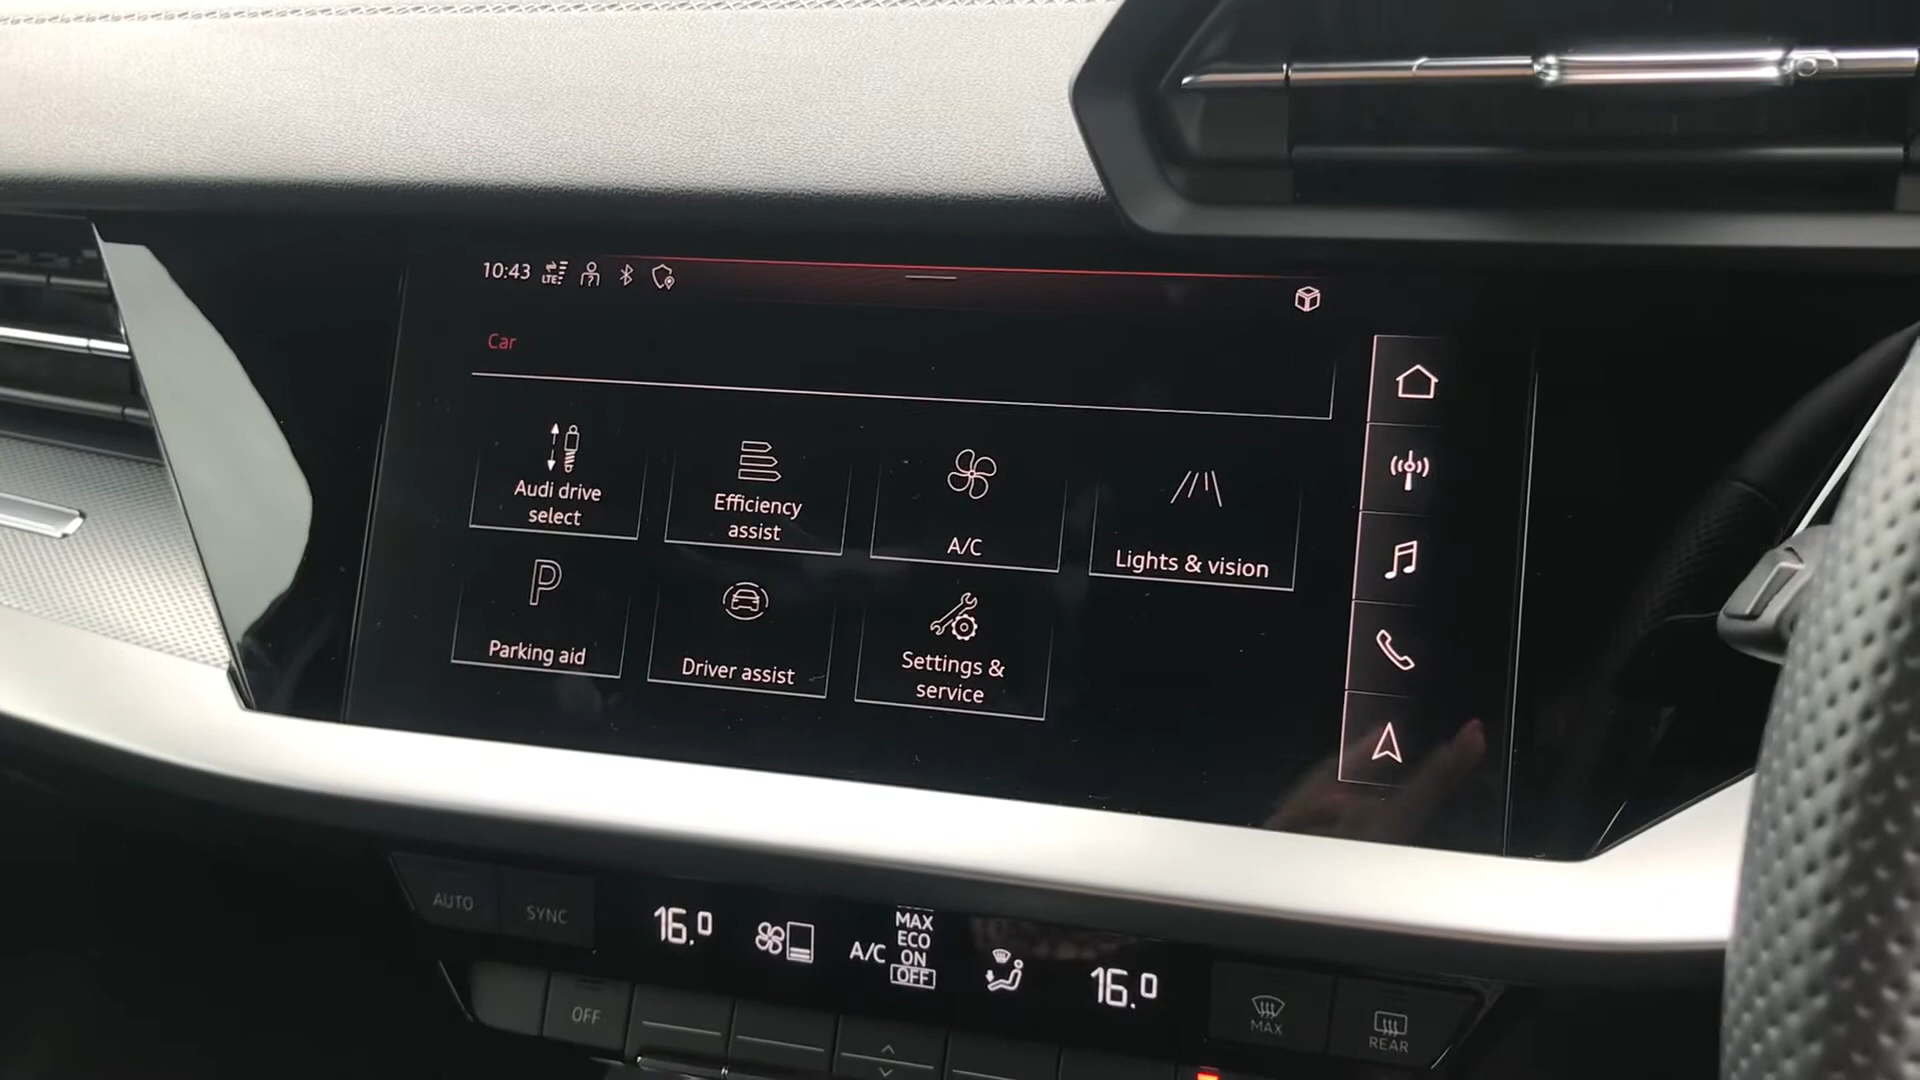 10:43 LTE
Car
Audi drive
select
Efficiency
assist
A/C
Lights & vision
P
Parking aid
Driver assist
Settings &
service
AUTO
SYNC
16.0
A/C
MAX
ECO
ON
OFF
16.0
OFF
MAX
REAR